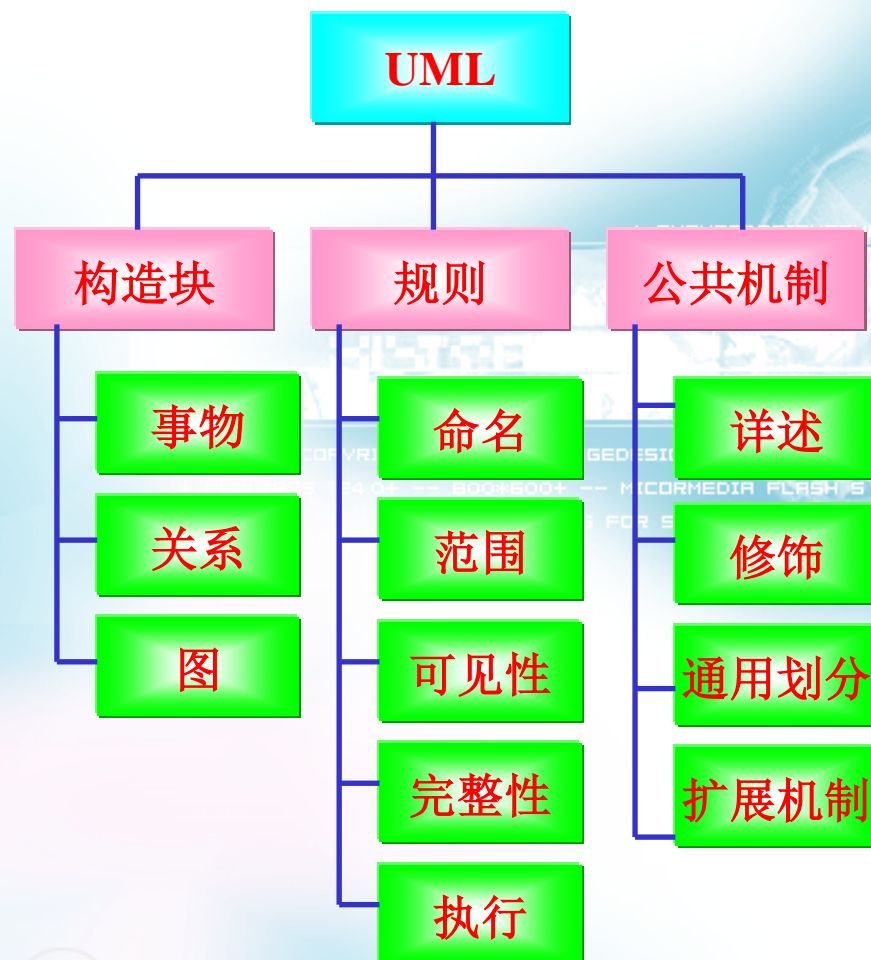 UML
构造块
规则
公共机制
事物
关系
图
命名
范围
可见性
完整性
执行
详述
修饰
通用划分
扩展机制